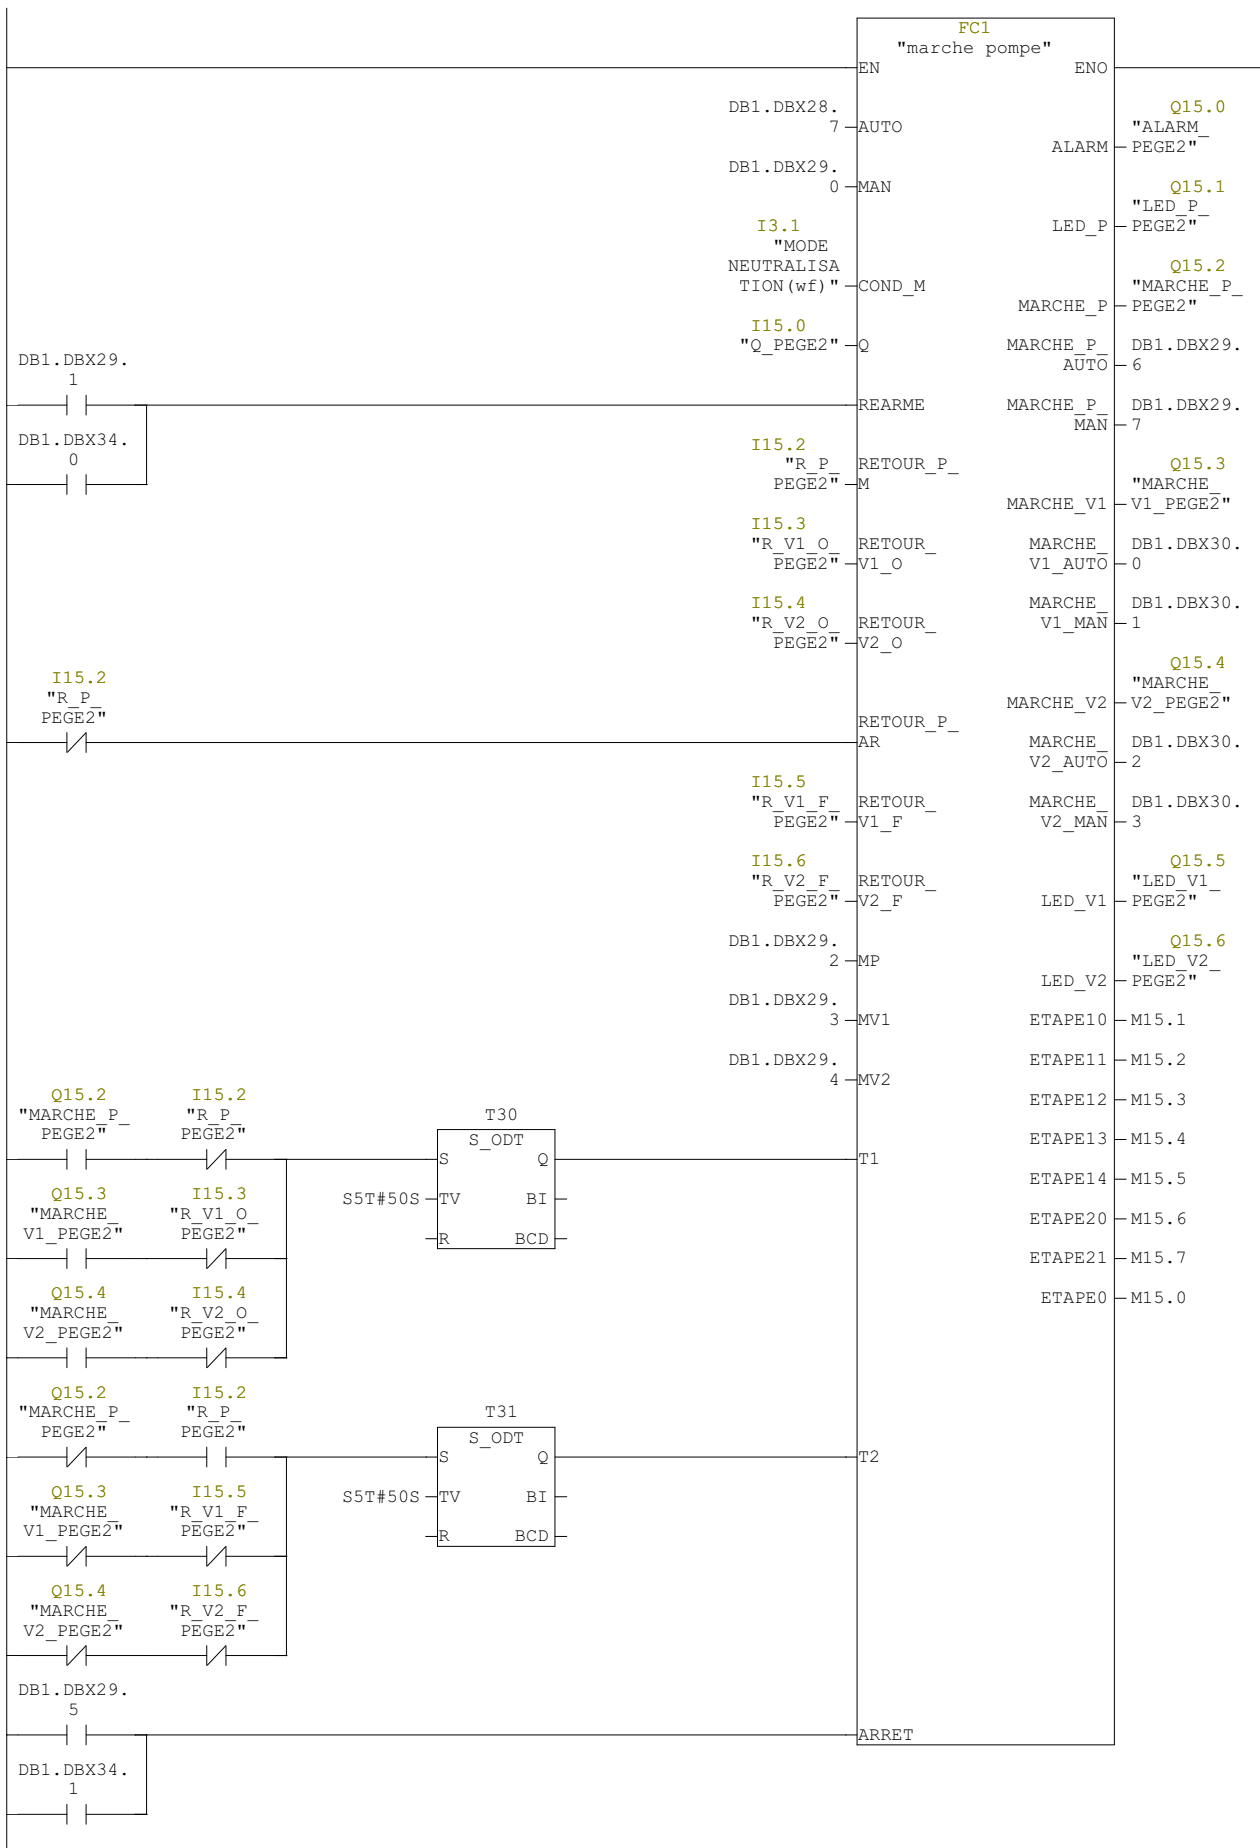 FC1
"marche pompe"
EN
ENO
DB1.DBX28.
7
AUTO
DB1.DBX29.
0
MAN
I3.1
"MODE
NEUTRALISA
TION(wf)"
COND_M
I15.0
"Q_PEGE2"
Q
DB1.DBX29.
1
REARME
DB1.DBX34.
0
I15.2
"R_P_
PEGE2"
RETOUR_P_
M
I15.3
"R_V1_O_
PEGE2"
RETOUR_
V1_O
I15.4
"R_V2_O_
PEGE2"
RETOUR_
V2_O
I15.2
"R_P_
PEGE2"
RETOUR_P_
AR
I15.5
"R_V1_F_
PEGE2"
RETOUR_
V1_F
I15.6
"R_V2_F_
PEGE2"
RETOUR_
V2_F
DB1.DBX29.
2
MP
DB1.DBX29.
3
MV1
DB1.DBX29.
4
MV2
Q15.0
"ALARM_
PEGE2"
ALARM
Q15.1
"LED_P_
PEGE2"
LED_P
Q15.2
"MARCHE_P_
PEGE2"
MARCHE_P
MARCHE_P_
AUTO
DB1.DBX29.
6
MARCHE_P_
MAN
DB1.DBX29.
7
Q15.3
"MARCHE_
V1_PEGE2"
MARCHE_V1
MARCHE_
V1_AUTO
DB1.DBX30.
0
MARCHE_
V1_MAN
DB1.DBX30.
1
Q15.4
"MARCHE_
V2_PEGE2"
MARCHE_V2
MARCHE_
V2_AUTO
DB1.DBX30.
2
MARCHE_
V2_MAN
DB1.DBX30.
3
Q15.5
"LED_V1_
PEGE2"
LED_V1
Q15.6
"LED_V2_
PEGE2"
LED_V2
ETAPE10 M15.1
ETAPE11 M15.2
ETAPE12 M15.3
ETAPE13 M15.4
ETAPE14 M15.5
ETAPE20 M15.6
ETAPE21 M15.7
ETAPE0 M15.0
Q15.2
"MARCHE_P_
PEGE2"
I15.2
"R_P_
PEGE2"
T30
S_ODT
S Q
S5T#50S TV BI
R BCD
T1
Q15.3
"MARCHE_
V1_PEGE2"
I15.3
"R_V1_O_
PEGE2"
Q15.4
"MARCHE_
V2_PEGE2"
I15.4
"R_V2_O_
PEGE2"
Q15.2
"MARCHE_P_
PEGE2"
I15.2
"R_P_
PEGE2"
T31
S_ODT
S Q
S5T#50S TV BI
R BCD
T2
Q15.3
"MARCHE_
V1_PEGE2"
I15.5
"R_V1_F_
PEGE2"
Q15.4
"MARCHE_
V2_PEGE2"
I15.6
"R_V2_F_
PEGE2"
DB1.DBX29.
5
ARRET
DB1.DBX34.
1